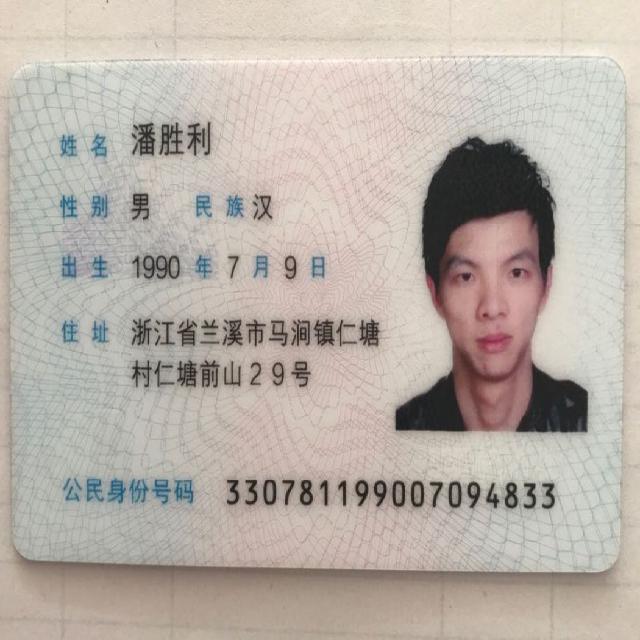 姓名 潘胜利
性别 男 民族 汉
出生 1990 年 7 月 9 日
住址 浙江省兰溪市马涧镇仁塘
村仁塘前山29号
公民身份号码 330781199007094833